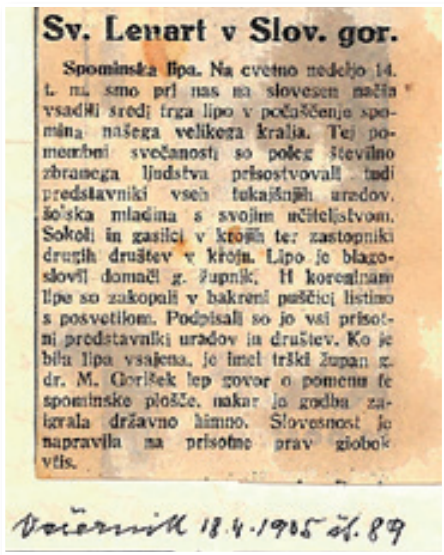 Sv. Lenart v Slov. gor.
Spominska lipa. Na cvetno nedeljo 14.
t. m. smo pri nas na slovesen način
vsadili sredi trga lipo v počaščenje spo-
mina našega velikega kralja. Tej po-
membni svečanosti so poleg številno
zbranega ljudstva prisostvovali tudi
predstavniki vseh tukajšnjih uradov,
šolska mladina s svojim učiteljstvom,
Sokoli in gasilci v krojih ter zastopniki
drugih društev v kroju. Lipo je blago-
slovil domači g. župnik. H koreninam
lipe so zakopali v bakreni puščici listino
s posvetilom. Podpisali so jo vsi prisot-
ni predstavniki uradov in društev. Ko je
bila lipa vsajena, je imel trški župan g.
dr. M. Gorišek lep govor o pomenu te
spominske plošče, nakar je godba za-
igrala državno himno. Slovesnost je
napravila na prisotne prav globok
vtis.
Večernik 18.4.1935 št. 89